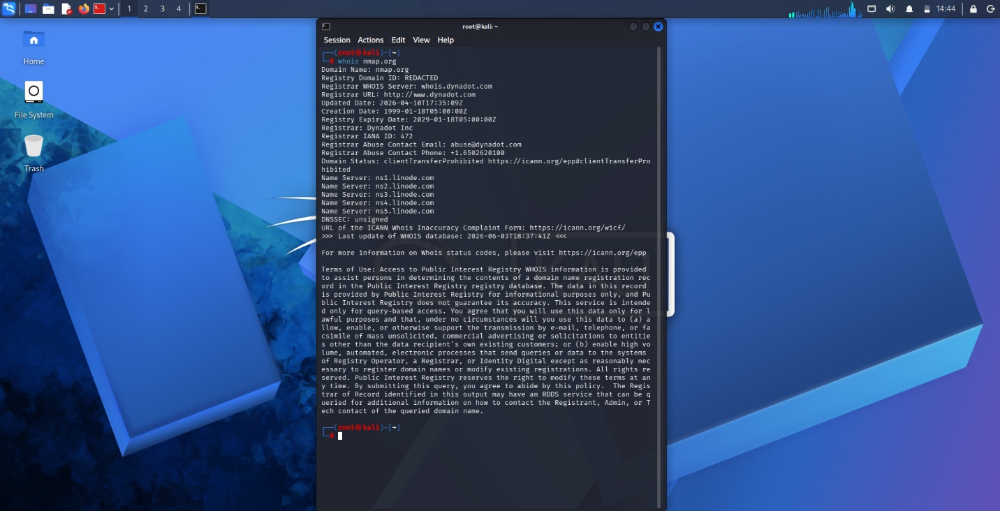 1 2 3 4
14:44
Home
File System
Trash
root@kali: ~
Session Actions Edit View Help
┌──(root㉿kali)-[~]
└─# whois nmap.org
Domain Name: nmap.org
Registry Domain ID: REDACTED
Registrar WHOIS Server: whois.dynadot.com
Registrar URL: http://www.dynadot.com
Updated Date: 2026-04-10T17:35:09Z
Creation Date: 1999-01-18T05:00:00Z
Registry Expiry Date: 2029-01-18T05:00:00Z
Registrar: Dynadot Inc
Registrar IANA ID: 472
Registrar Abuse Contact Email: abuse@dynadot.com
Registrar Abuse Contact Phone: +1.6502620100
Domain Status: clientTransferProhibited https://icann.org/epp#clientTransferPro
hibited
Name Server: ns1.linode.com
Name Server: ns2.linode.com
Name Server: ns3.linode.com
Name Server: ns4.linode.com
Name Server: ns5.linode.com
DNSSEC: unsigned
URL of the ICANN Whois Inaccuracy Complaint Form: https://icann.org/wicf/
>>> Last update of WHOIS database: 2026-06-03T18:37:41Z <<<
For more information on Whois status codes, please visit https://icann.org/epp
Terms of Use: Access to Public Interest Registry WHOIS information is provided
to assist persons in determining the contents of a domain name registration rec
ord in the Public Interest Registry registry database. The data in this record
is provided by Public Interest Registry for informational purposes only, and Pu
blic Interest Registry does not guarantee its accuracy. This service is intende
d only for query-based access. You agree that you will use this data only for l
awful purposes and that, under no circumstances will you use this data to (a) a
llow, enable, or otherwise support the transmission by e-mail, telephone, or fa
csimile of mass unsolicited, commercial advertising or solicitations to entitie
s other than the data recipient's own existing customers; or (b) enable high vo
lume, automated, electronic processes that send queries or data to the systems
of Registry Operator, a Registrar, or Identity Digital except as reasonably nec
essary to register domain names or modify existing registrations. All rights re
served. Public Interest Registry reserves the right to modify these terms at an
y time. By submitting this query, you agree to abide by this policy.  The Regis
trar of Record identified in this output may have an RDDS service that can be q
ueried for additional information on how to contact the Registrant, Admin, or T
ech contact of the queried domain name.
┌──(root㉿kali)-[~]
└─#